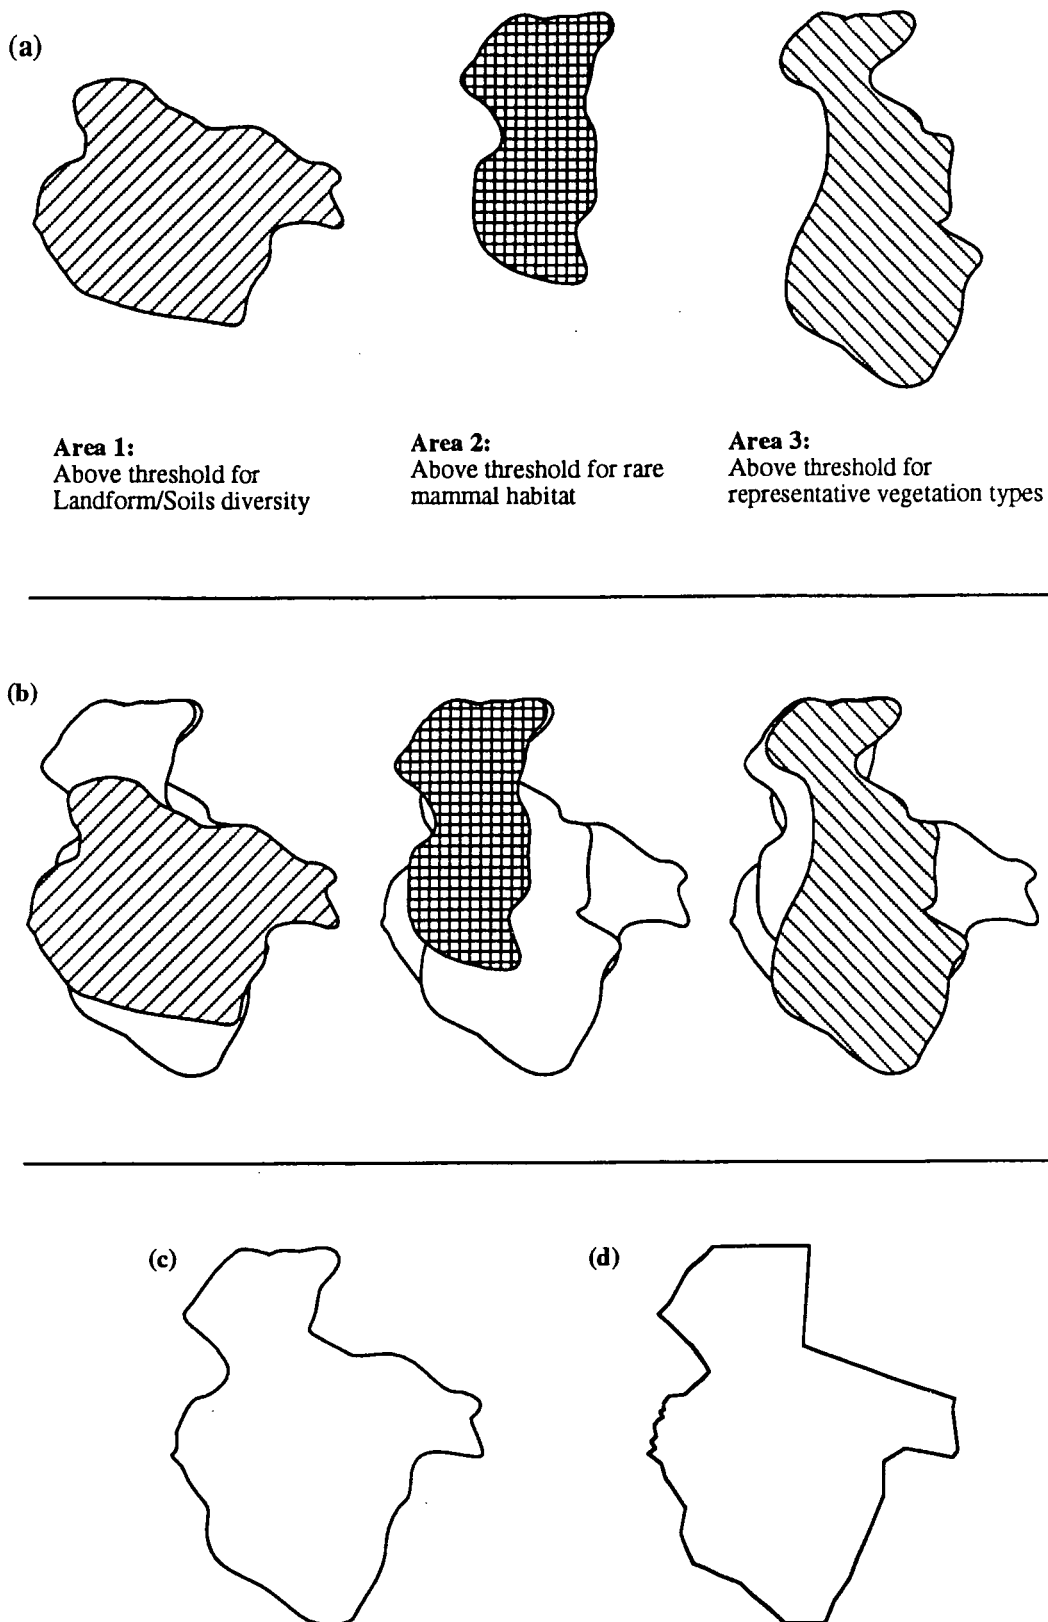 (a)
Area 1:
Above threshold for
Landform/Soils diversity
Area 2:
Above threshold for rare
mammal habitat
Area 3:
Above threshold for
representative vegetation types
(b)
(c)
(d)